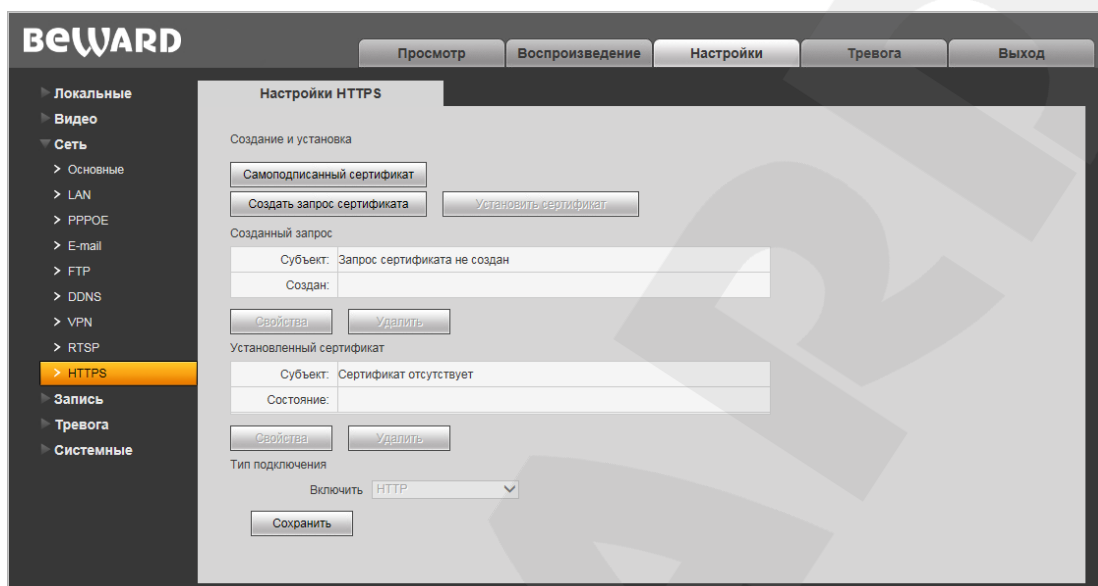 BEWARD
Просмотр
Воспроизведение
Настройки
Тревога
Выход
Локальные
Видео
Сеть
> Основные
> LAN
> PPPOE
> E-mail
> FTP
> DDNS
> VPN
> RTSP
> HTTPS
Запись
Тревога
Системные
Настройки HTTPS
Создание и установка
Самоподписанный сертификат
Создать запрос сертификата
Установить сертификат
Созданный запрос
Субъект: Запрос сертификата не создан
Создан:
Свойства
Удалить
Установленный сертификат
Субъект: Сертификат отсутствует
Состояние:
Свойства
Удалить
Тип подключения
Включить HTTP
Сохранить